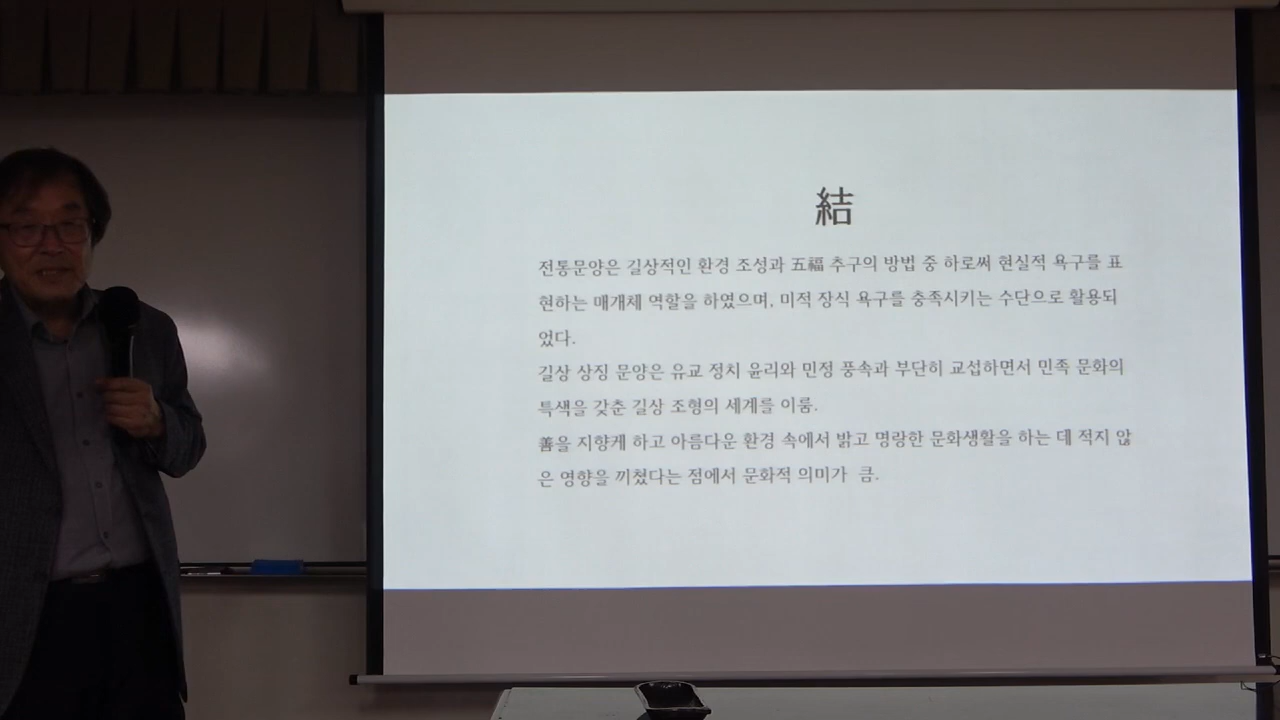 結
전통문양은 길상적인 환경 조성과 五福 추구의 방법 중 하로써 현실적 욕구를 표
현하는 매개체 역할을 하였으며, 미적 장식 욕구를 충족시키는 수단으로 활용되
었다.
길상 상징 문양은 유교 정치 윤리와 민정 풍속과 부단히 교섭하면서 민족 문화의
특색을 갖춘 길상 조형의 세계를 이룸.
善을 지향케 하고 아름다운 환경 속에서 밝고 명랑한 문화생활을 하는 데 적지 않
은 영향을 끼쳤다는 점에서 문화적 의미가 큼.